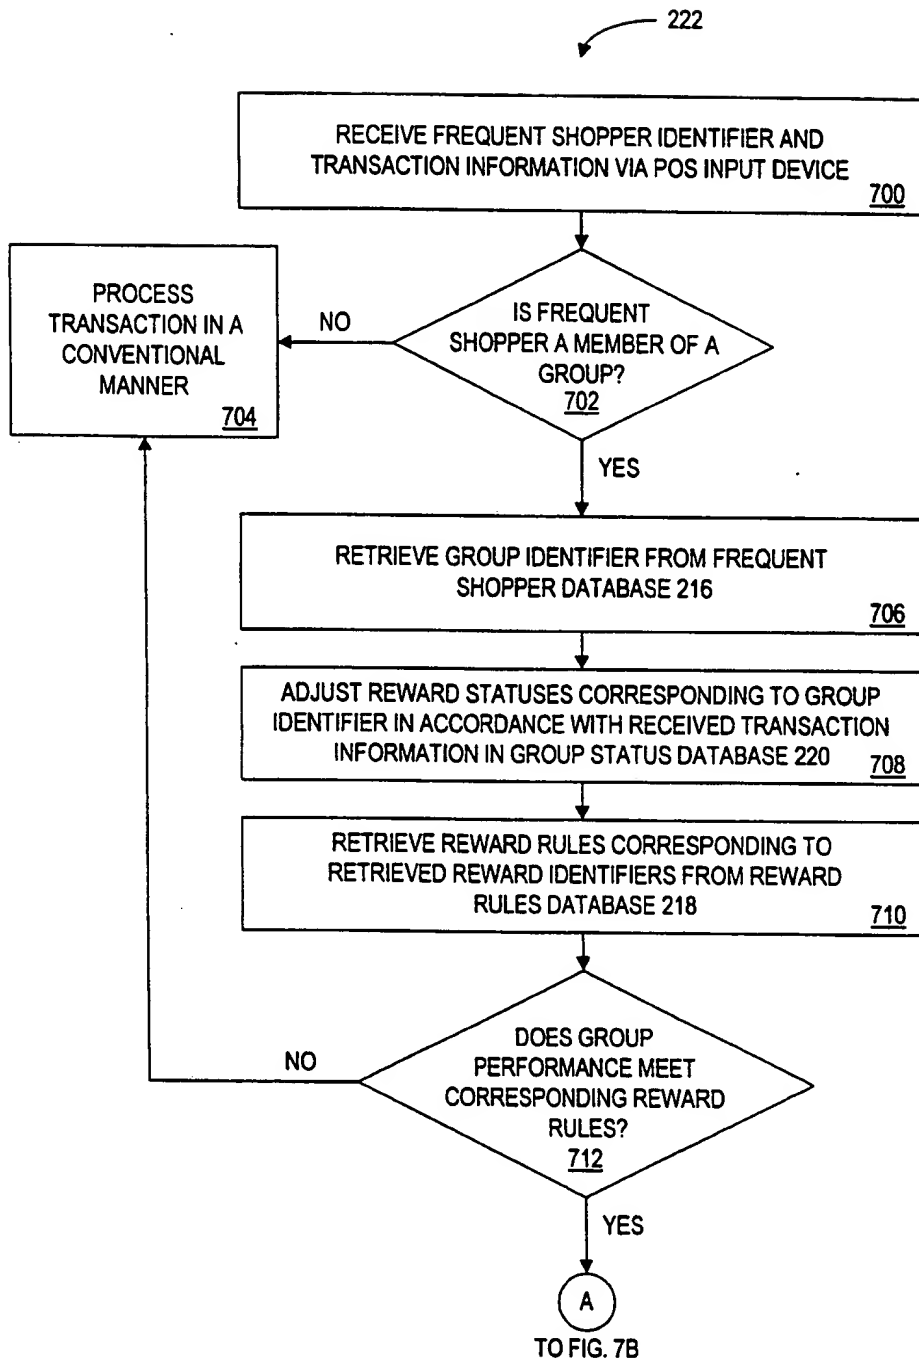 222
RECEIVE FREQUENT SHOPPER IDENTIFIER AND
TRANSACTION INFORMATION VIA POS INPUT DEVICE
700
PROCESS
TRANSACTION IN A
CONVENTIONAL
MANNER
704
NO
IS FREQUENT
SHOPPER A MEMBER OF A
GROUP?
702
YES
RETRIEVE GROUP IDENTIFIER FROM FREQUENT
SHOPPER DATABASE 216
706
ADJUST REWARD STATUSES CORRESPONDING TO GROUP
IDENTIFIER IN ACCORDANCE WITH RECEIVED TRANSACTION
INFORMATION IN GROUP STATUS DATABASE 220
708
RETRIEVE REWARD RULES CORRESPONDING TO
RETRIEVED REWARD IDENTIFIERS FROM REWARD
RULES DATABASE 218
710
NO
DOES GROUP
PERFORMANCE MEET
CORRESPONDING REWARD
RULES?
712
YES
A
TO FIG. 7B